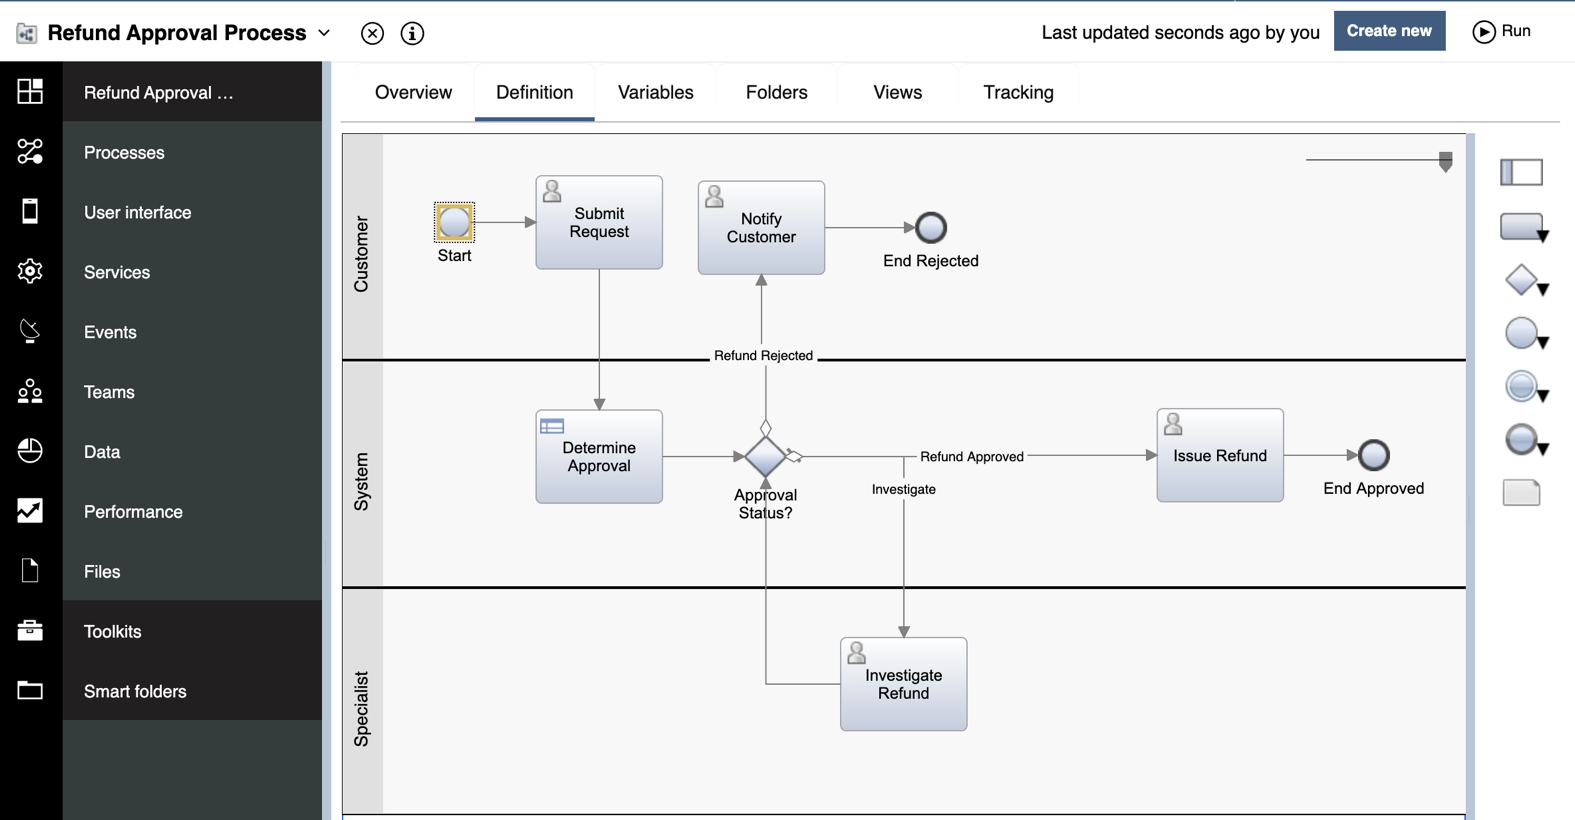 Refund Approval Process
Last updated seconds ago by you
Create new
Run
Refund Approval ...
Processes
User interface
Services
Events
Teams
Data
Performance
Files
Toolkits
Smart folders
Overview
Definition
Variables
Folders
Views
Tracking
Customer
Start
Submit
Request
Notify
Customer
End Rejected
Refund Rejected
System
Determine
Approval
Approval
Status?
Refund Approved
Investigate
Issue Refund
End Approved
Specialist
Investigate
Refund